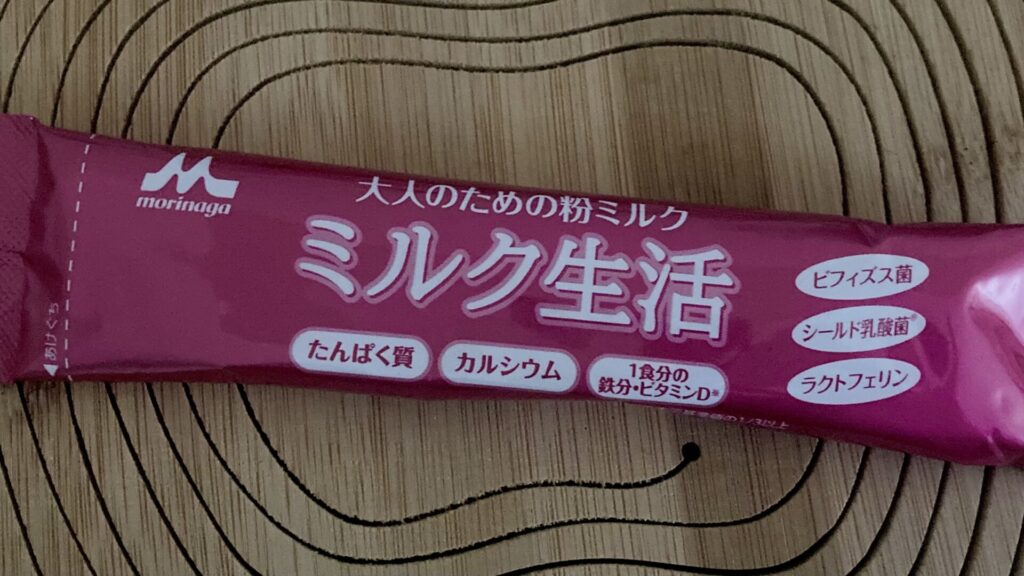 morinaga
大人のための粉ミルク
ミルク生活
たんぱく質
カルシウム
1食分の
鉄分・ビタミンD※
ビフィズス菌
シールド乳酸菌®
ラクトフェリン
◀あけくち